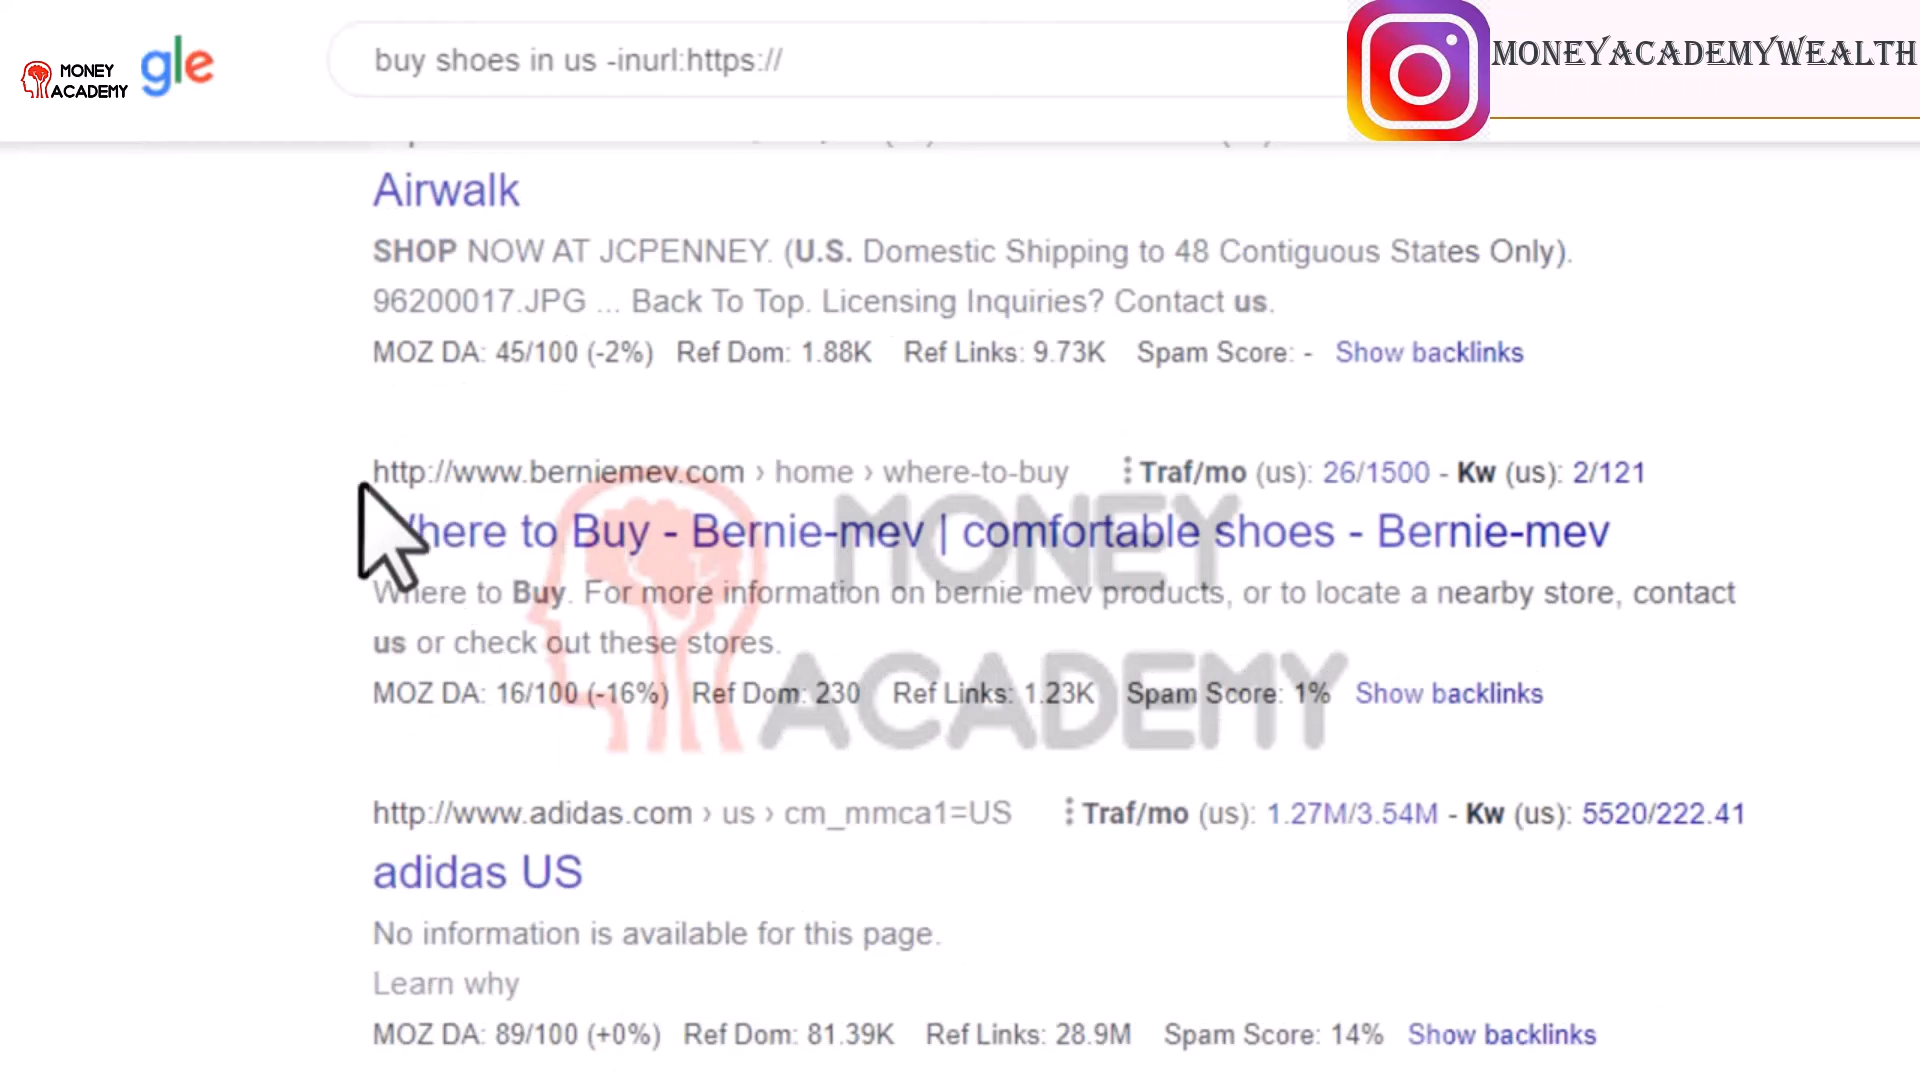 MONEY
ACADEMY
gle
buy shoes in us -inurl:https://
MONEYACADEMYWEALTH
Airwalk
SHOP NOW AT JCPENNEY. (U.S. Domestic Shipping to 48 Contiguous States Only).
96200017.JPG ... Back To Top. Licensing Inquiries? Contact us.
MOZ DA: 45/100 (-2%) Ref Dom: 1.88K Ref Links: 9.73K Spam Score: - Show backlinks
http://www.berniemev.com › home › where-to-buy Traf/mo (us): 26/1500 - Kw (us): 2/121
here to Buy - Bernie-mev | comfortable shoes - Bernie-mev
Where to Buy. For more information on bernie mev products, or to locate a nearby store, contact
us or check out these stores.
MOZ DA: 16/100 (-16%) Ref Dom: 230 Ref Links: 1.23K Spam Score: 1% Show backlinks
MONEY
ACADEMY
http://www.adidas.com › us › cm_mmca1=US Traf/mo (us): 1.27M/3.54M - Kw (us): 5520/222.41
adidas US
No information is available for this page.
Learn why
MOZ DA: 89/100 (+0%) Ref Dom: 81.39K Ref Links: 28.9M Spam Score: 14% Show backlinks